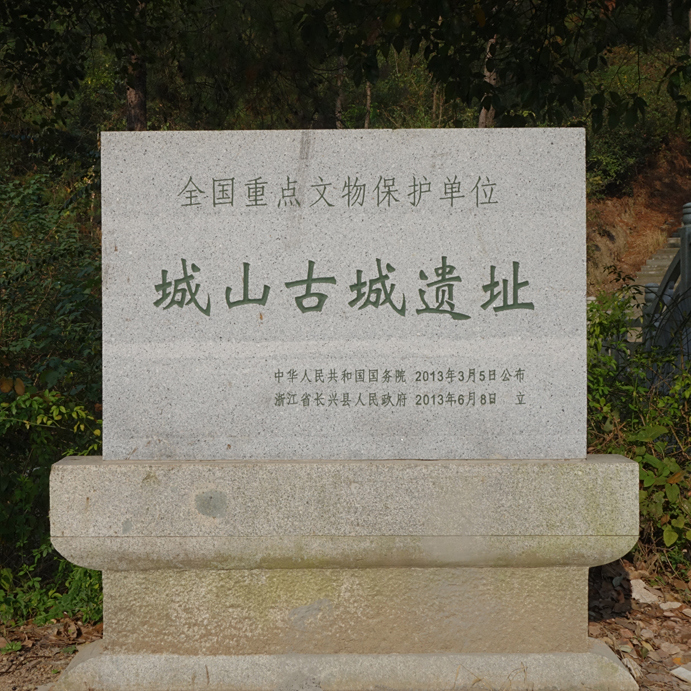 全国重点文物保护单位
城山古城遗址
中华人民共和国国务院 2013年3月5日公布
浙江省长兴县人民政府 2013年6月8日 立